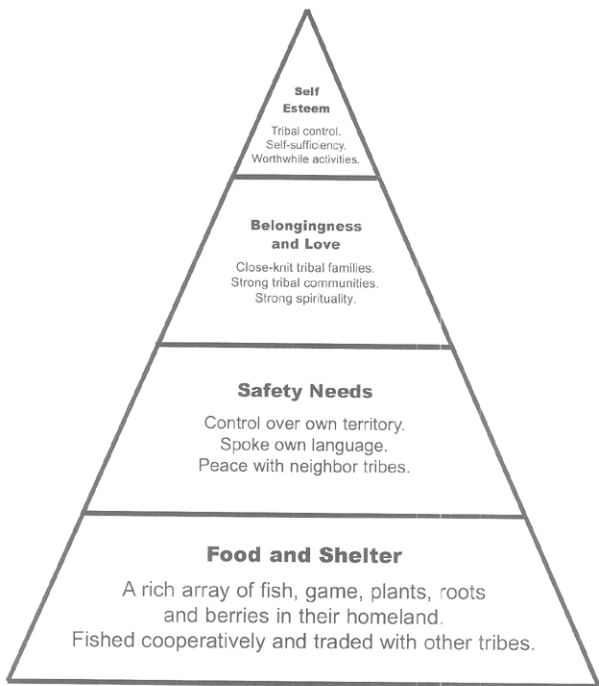 Self
Esteem
Tribal control.
Self-sufficiency.
Worthwhile activities.
Belongingness
and Love
Close-knit tribal families.
Strong tribal communities.
Strong spirituality.
Safety Needs
Control over own territory.
Spoke own language.
Peace with neighbor tribes.
Food and Shelter
A rich array of fish, game, plants, roots
and berries in their homeland.
Fished cooperatively and traded with other tribes.